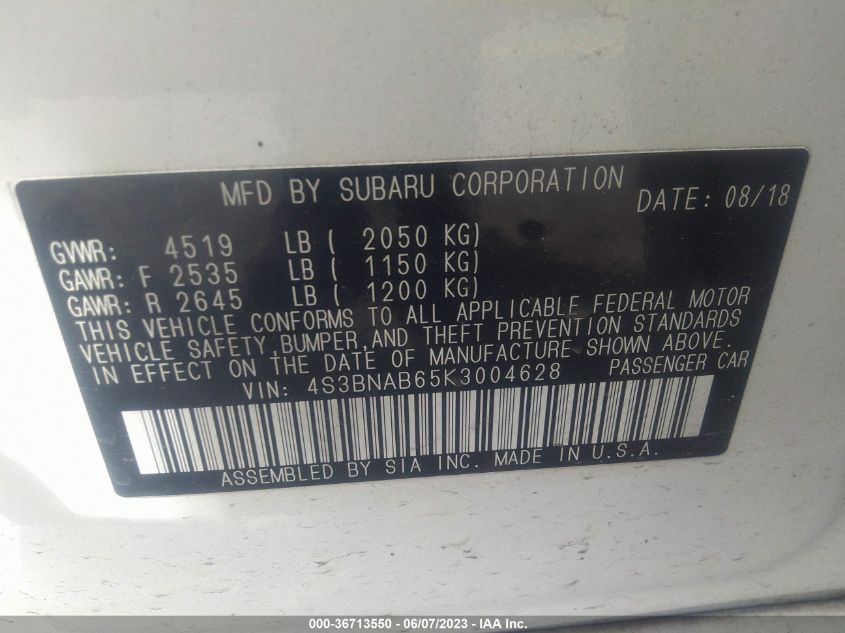 MFD BY SUBARU CORPORATION DATE: 08/18
GVWR: 4519 LB ( 2050 KG)
GAWR: F 2535 LB ( 1150 KG)
GAWR: R 2645 LB ( 1200 KG)
THIS VEHICLE CONFORMS TO ALL APPLICABLE FEDERAL MOTOR
VEHICLE SAFETY,BUMPER,AND THEFT PREVENTION STANDARDS
IN EFFECT ON THE DATE OF MANUFACTURE SHOWN ABOVE.
VIN: 4S3BNAB65K3004628 PASSENGER CAR
ASSEMBLED BY SIA INC. MADE IN U.S.A.
000-36713550 - 06/07/2023 - IAA Inc.